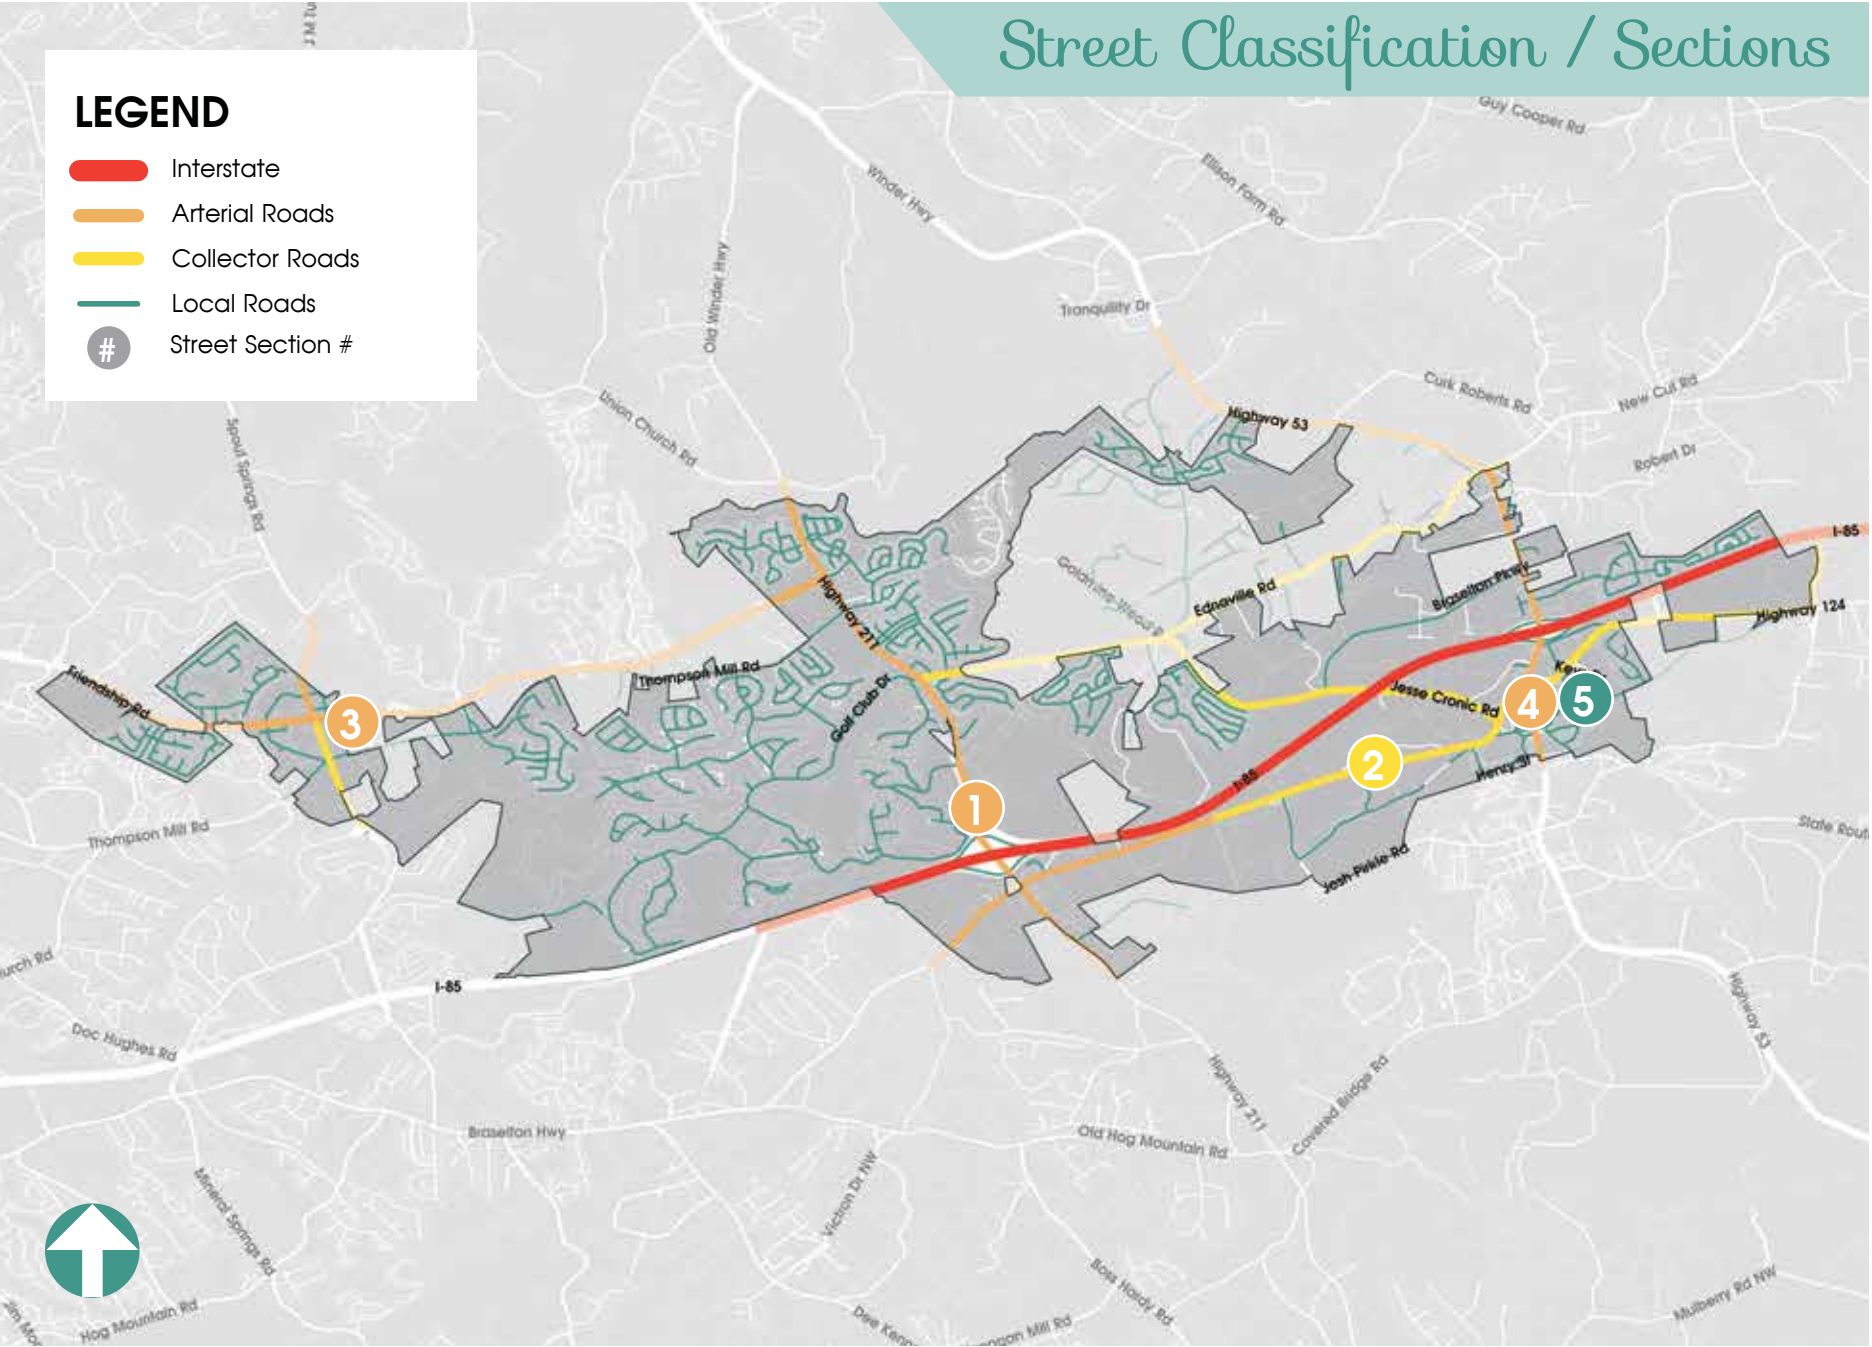 Street Classification / Sections
LEGEND
Interstate
Arterial Roads
Collector Roads
Local Roads
#
Street Section #
Guy Cooper Rd
Ellison Farm Rd
Winder Hwy
Old Winder Hwy
Tranquility Dr
Union Church Rd
Spout Springs Rd
Highway 53
Curk Roberts Rd
New Cut Rd
Robert Dr
I-85
Braselton Pkwy
Ednaville Rd
Highway 124
Highway 211
Thompson Mill Rd
Golf Club Dr
Friendship Rd
Jesse Cronic Rd
3
4
5
2
1
I-85
Henry St
Josh Pirkle Rd
Thompson Mill Rd
I-85
Doc Hughes Rd
Highway 53
Highway 211
Covered Bridge Rd
Braselton Hwy
Old Hog Mountain Rd
Victron Dr NW
Mineral Springs Rd
Boss Hardy Rd
Mulberry Rd NW
Hog Mountain Rd